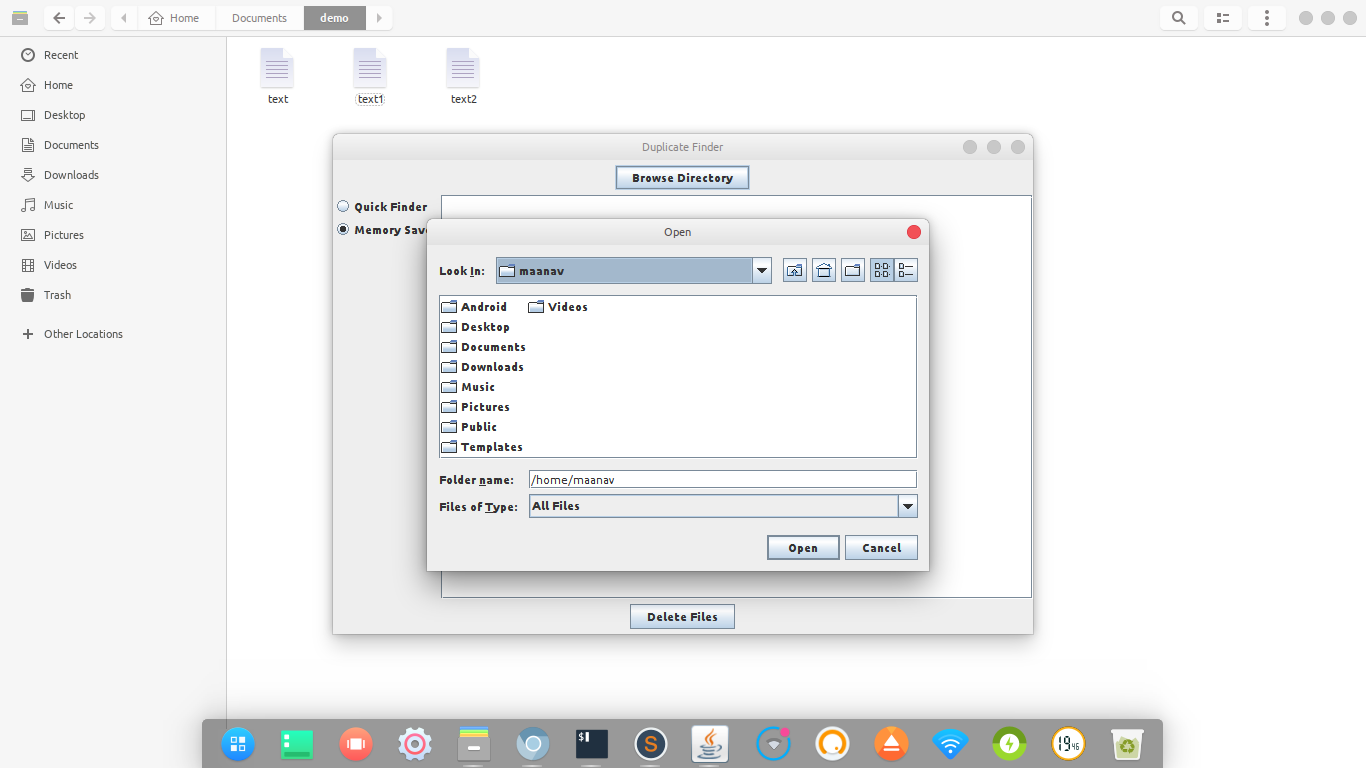 Home Documents demo
Recent
Home
Desktop
Documents
Downloads
Music
Pictures
Videos
Trash
Other Locations
text text1 text2
Duplicate Finder
Browse Directory
Quick Finder
Memory Save
Open
Look In: maanav
Android Videos
Desktop
Documents
Downloads
Music
Pictures
Public
Templates
Folder name: /home/maanav
Files of Type: All Files
Open Cancel
Delete Files
$
S
19 46